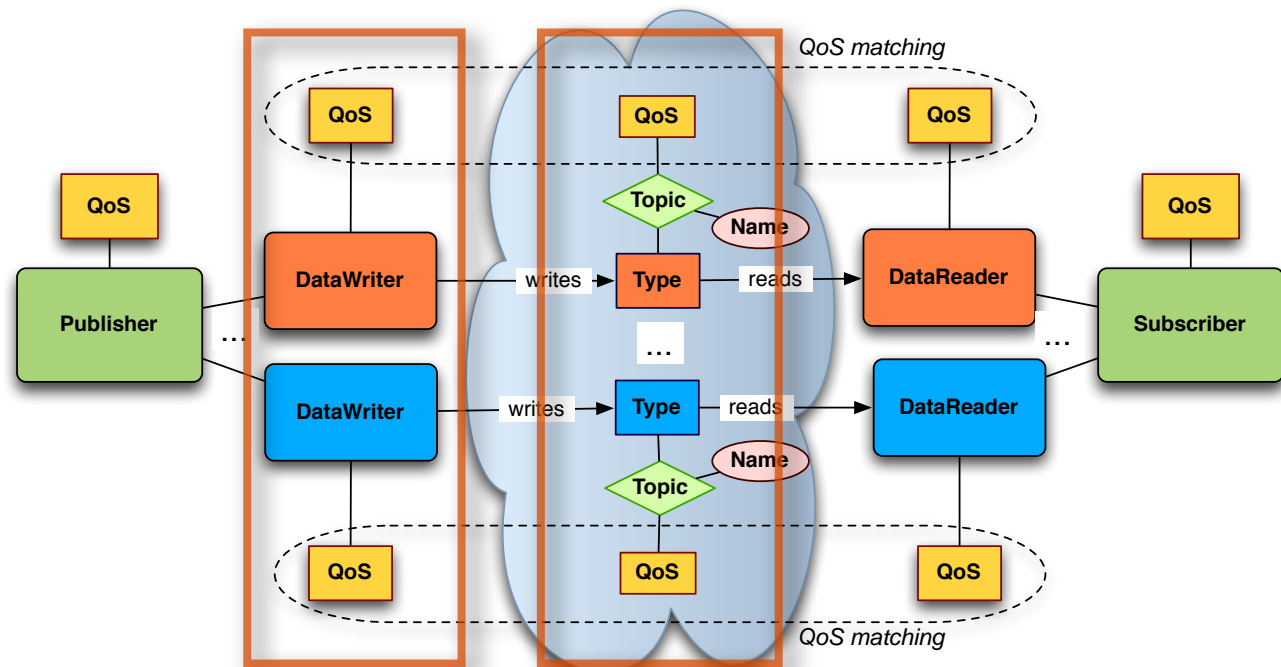 QoS matching
QoS
QoS
QoS
QoS
QoS
Topic
Name
DataWriter
DataReader
writes
Type
reads
Publisher
...
...
...
Subscriber
DataWriter
writes
Type
reads
DataReader
Name
Topic
QoS
QoS
QoS
QoS matching